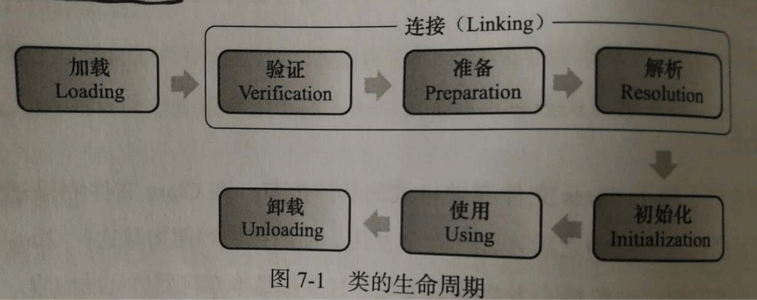 连接（Linking）
加载
Loading
验证
Verification
准备
Preparation
解析
Resolution
初始化
Initialization
使用
Using
卸载
Unloading
图 7-1 类的生命周期